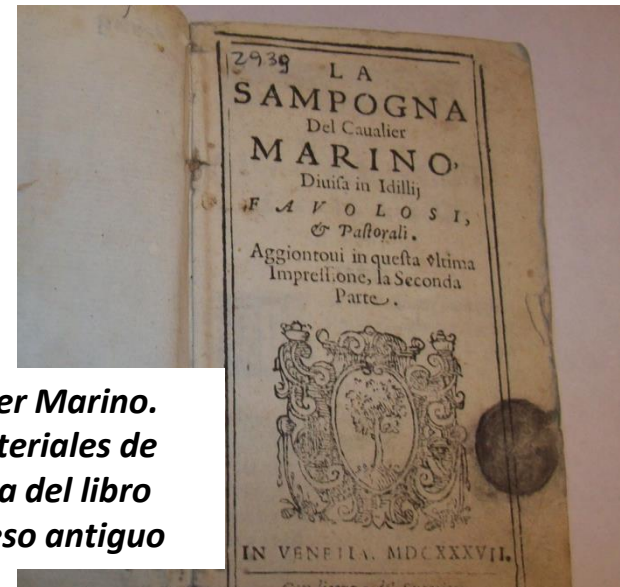 2939
LA
SAMPOGNA
Del Caualier
MARINO,
Diuiſa in Idillij
FAVOLOSI,
& Paſtorali.
Aggiontoui in queſta vltima
Impreſſione, la Seconda
Parte.
IN VENETIA. MDCXXXVII.
er Marino.
teriales de
a del libro
eso antiguo